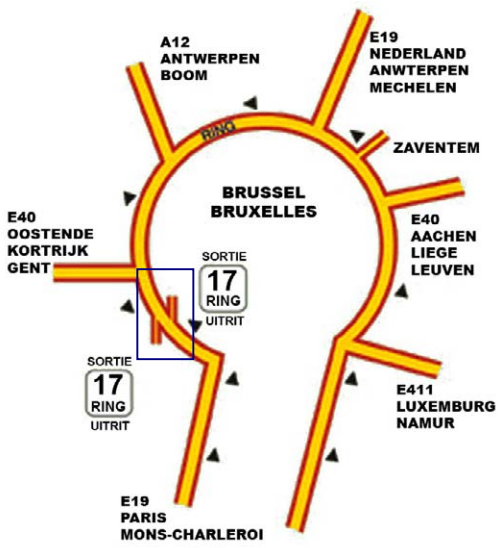 A12
ANTWERPEN
BOOM
E19
NEDERLAND
ANWTERPEN
MECHELEN
RING
ZAVENTEM
BRUSSEL
BRUXELLES
E40
OOSTENDE
KORTRIJK
GENT
E40
AACHEN
LIEGE
LEUVEN
SORTIE
17
RING
UITRIT
SORTIE
17
RING
UITRIT
E411
LUXEMBURG
NAMUR
E19
PARIS
MONS-CHARLEROI